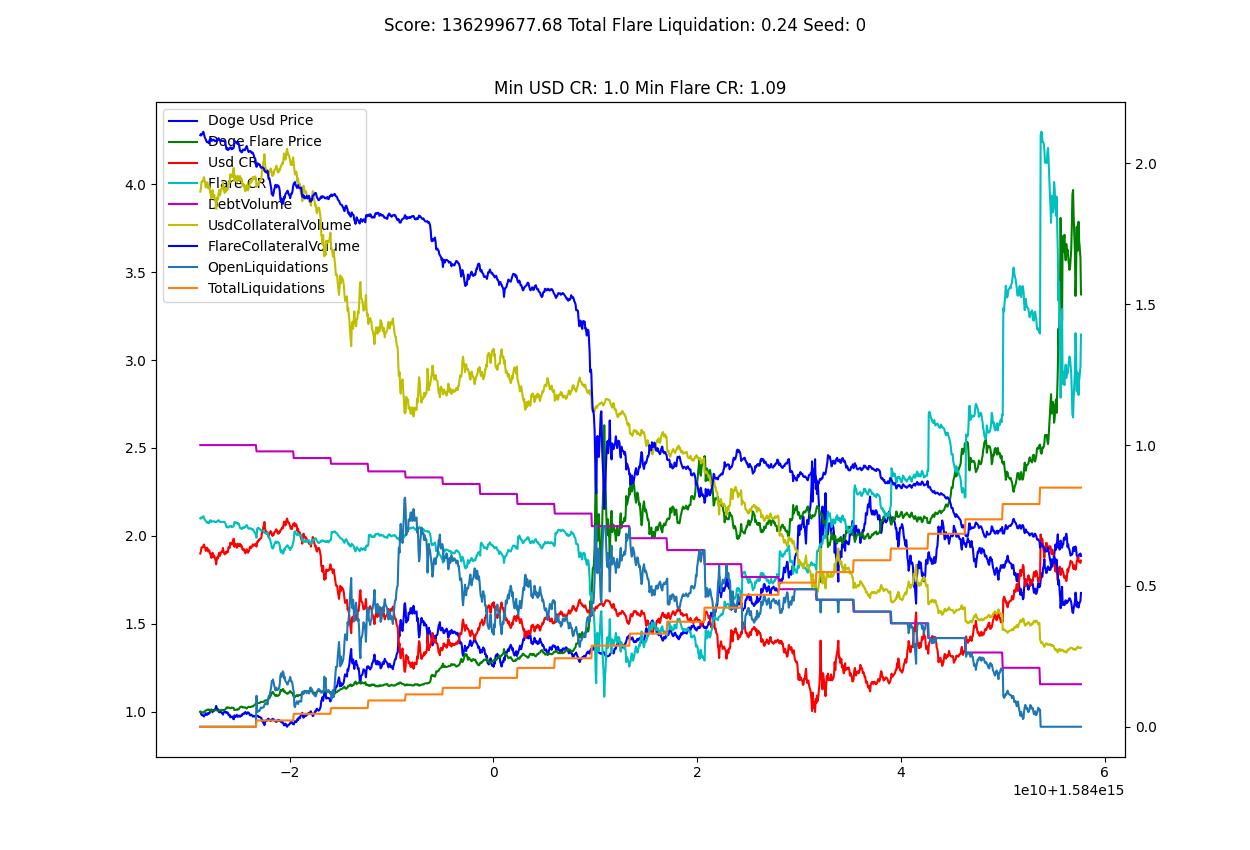 Score: 136299677.68 Total Flare Liquidation: 0.24 Seed: 0
Min USD CR: 1.0 Min Flare CR: 1.09
Doge Usd Price
Doge Flare Price
Usd CR
Flare CR
DebtVolume
UsdCollateralVolume
FlareCollateralVolume
OpenLiquidations
TotalLiquidations
4.0
3.5
3.0
2.5
2.0
1.5
1.0
2.0
1.5
1.0
0.5
0.0
−2
0
2
4
6
1e10+1.584e15